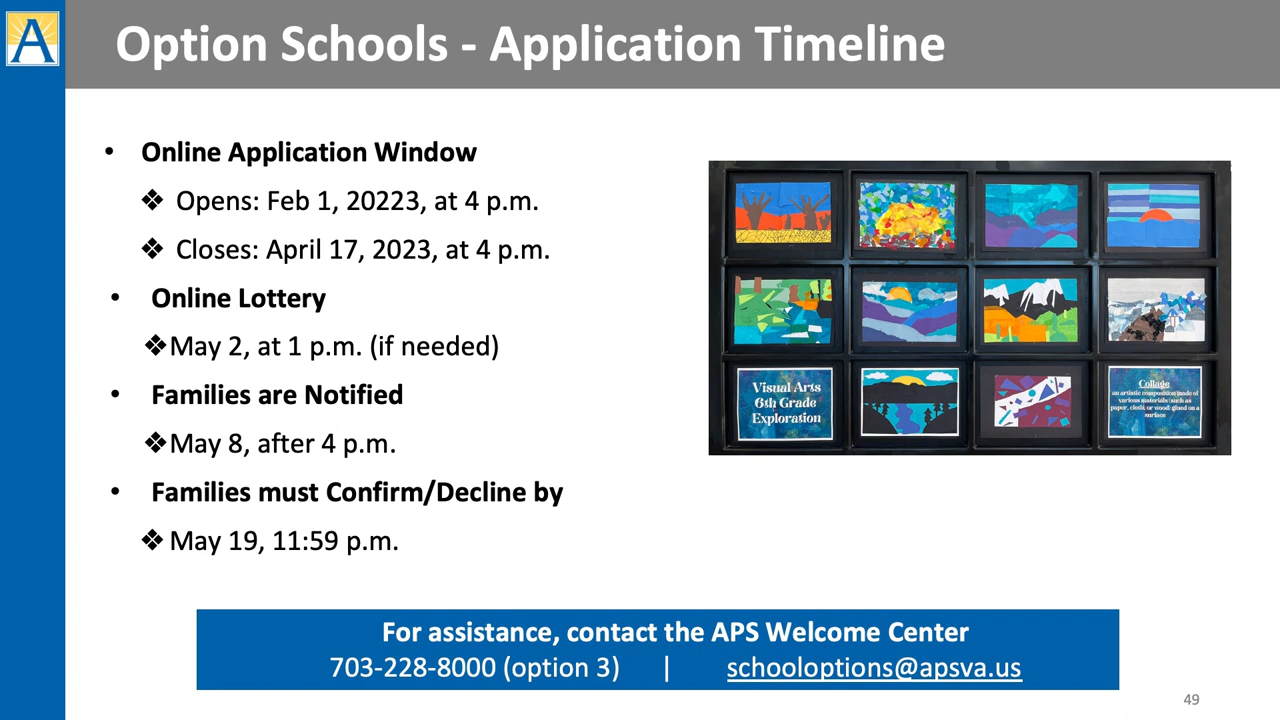 A
Option Schools - Application Timeline
• Online Application Window
❖ Opens: Feb 1, 20223, at 4 p.m.
❖ Closes: April 17, 2023, at 4 p.m.
• Online Lottery
❖May 2, at 1 p.m. (if needed)
• Families are Notified
❖May 8, after 4 p.m.
• Families must Confirm/Decline by
❖May 19, 11:59 p.m.
Visual Arts
6th Grade
Exploration
Collage
an artistic composition made of
various materials (such as
paper, cloth, or wood) glued on a
surface
For assistance, contact the APS Welcome Center
703-228-8000 (option 3) | schooloptions@apsva.us
49